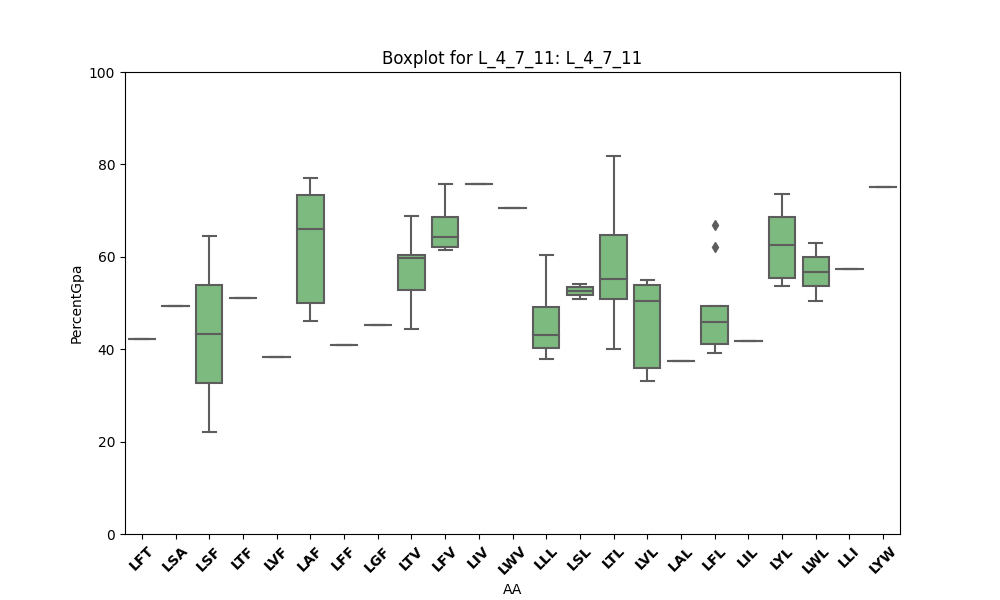 Boxplot for L_4_7_11: L_4_7_11
100
80
60
40
20
0
PercentGpa
LFT
LSA
LSF
LTF
LVF
LAF
LFF
LGF
LTV
LFV
LIV
LWV
LLL
LSL
LTL
LVL
LAL
LFL
LIL
LYL
LWL
LLI
LYW
AA